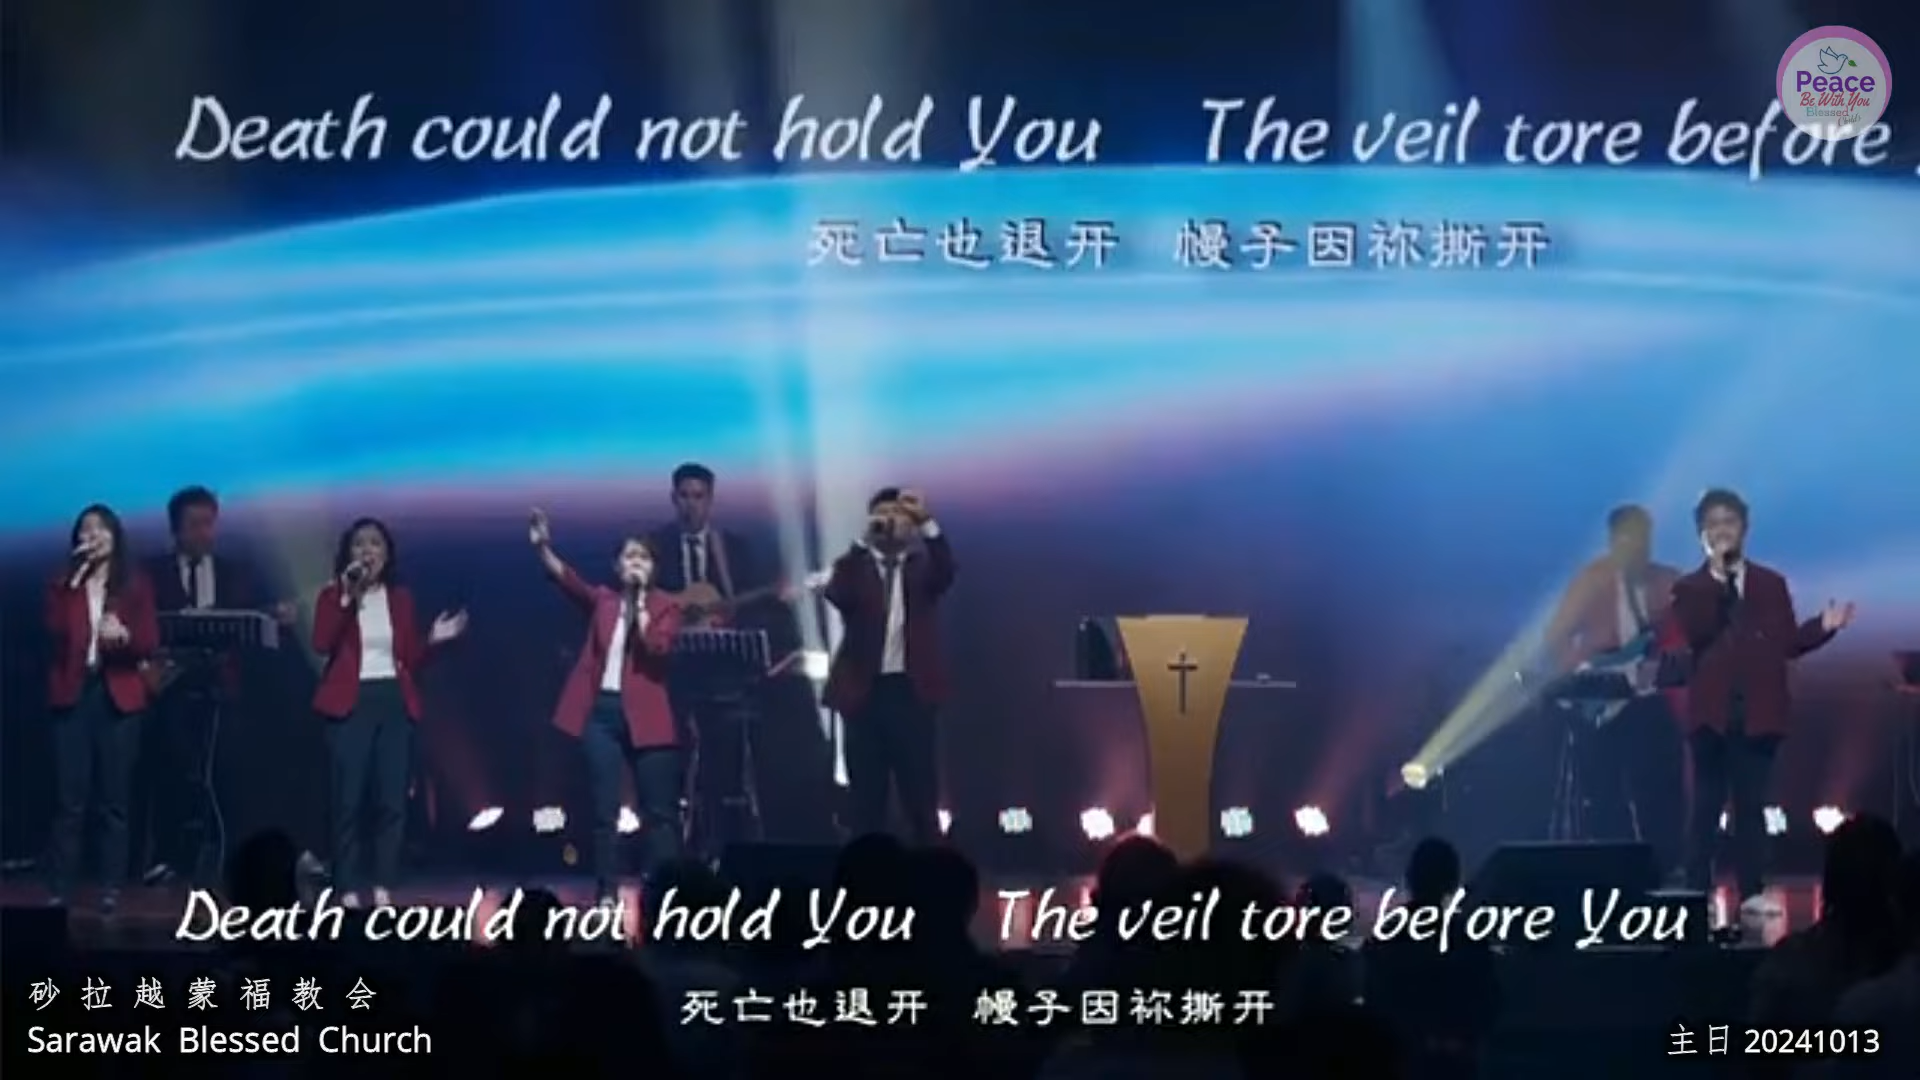 Peace
Be With You
Blessed
Death could not hold You The veil tore before
死亡也退开 幔子因祢撕开
Death could not hold You The veil tore before You
死亡也退开 幔子因祢撕开
砂拉越蒙福教会
Sarawak Blessed Church
主日 20241013